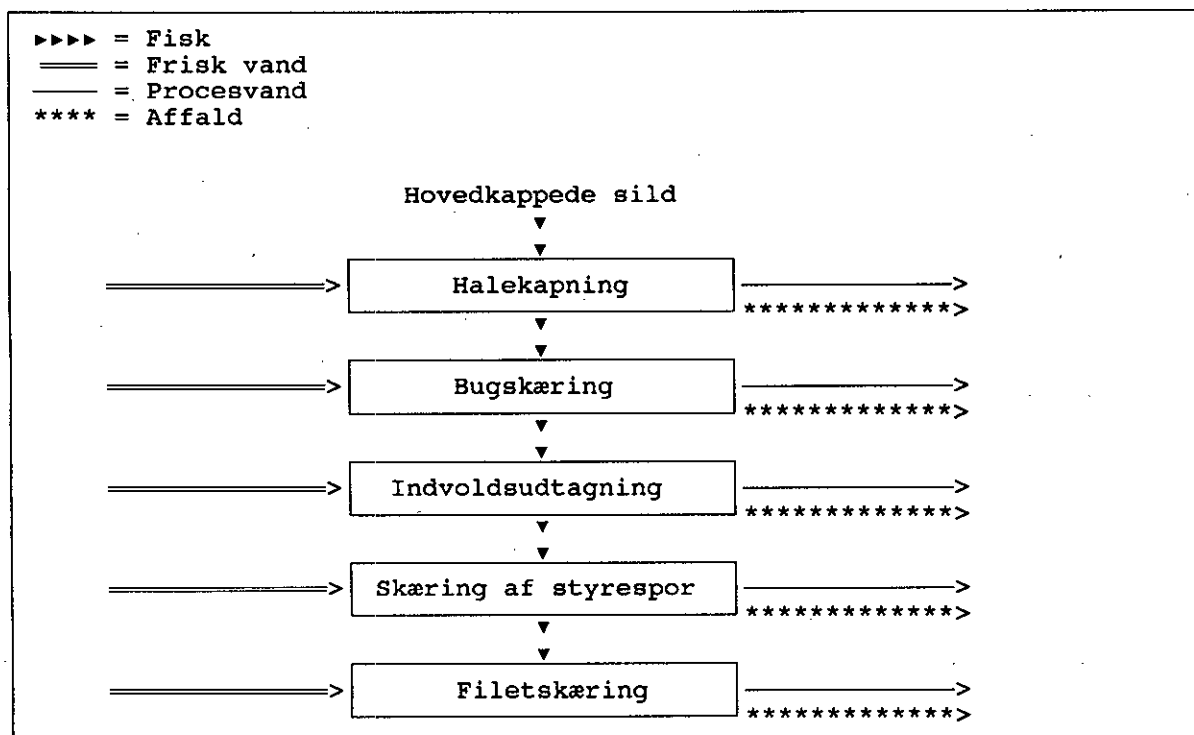 ►►►► = Fisk
═══ = Frisk vand
─── = Procesvand
**** = Affald
Hovedkappede sild
Halekapning
*************>
Bugskæring
*************>
Indvoldsudtagning
*************>
Skæring af styrespor
*************>
Filetskæring
*************>